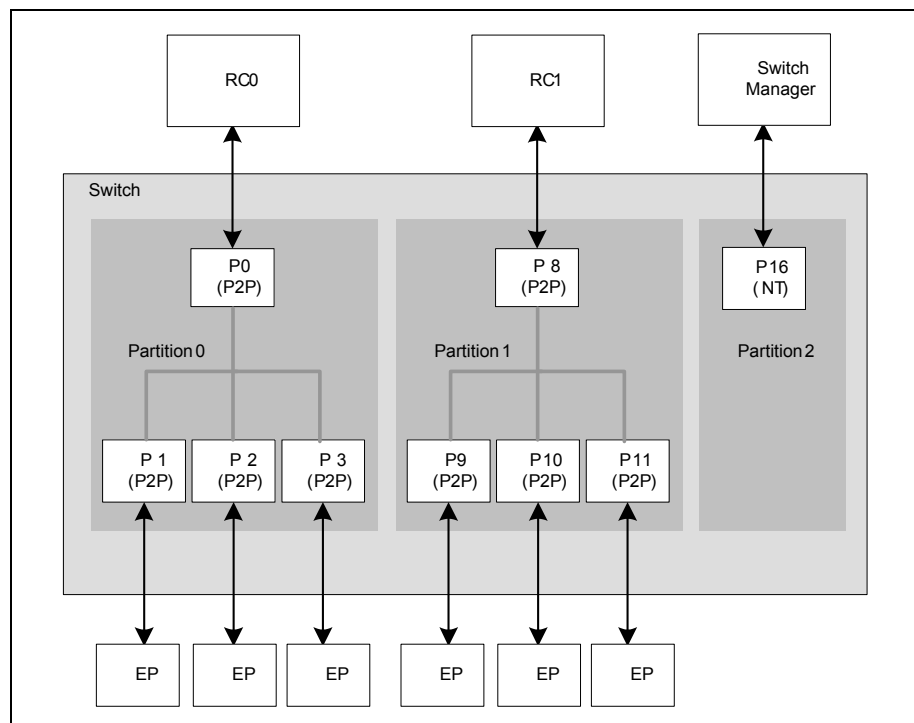 RC0
RC1
Switch
Manager
Switch
P0
(P2P)
P 8
(P2P)
P16
( NT)
Partition 0
Partition 1
Partition 2
P 1
(P2P)
P 2
(P2P)
P 3
(P2P)
P9
(P2P)
P10
(P2P)
P11
(P2P)
EP
EP
EP
EP
EP
EP